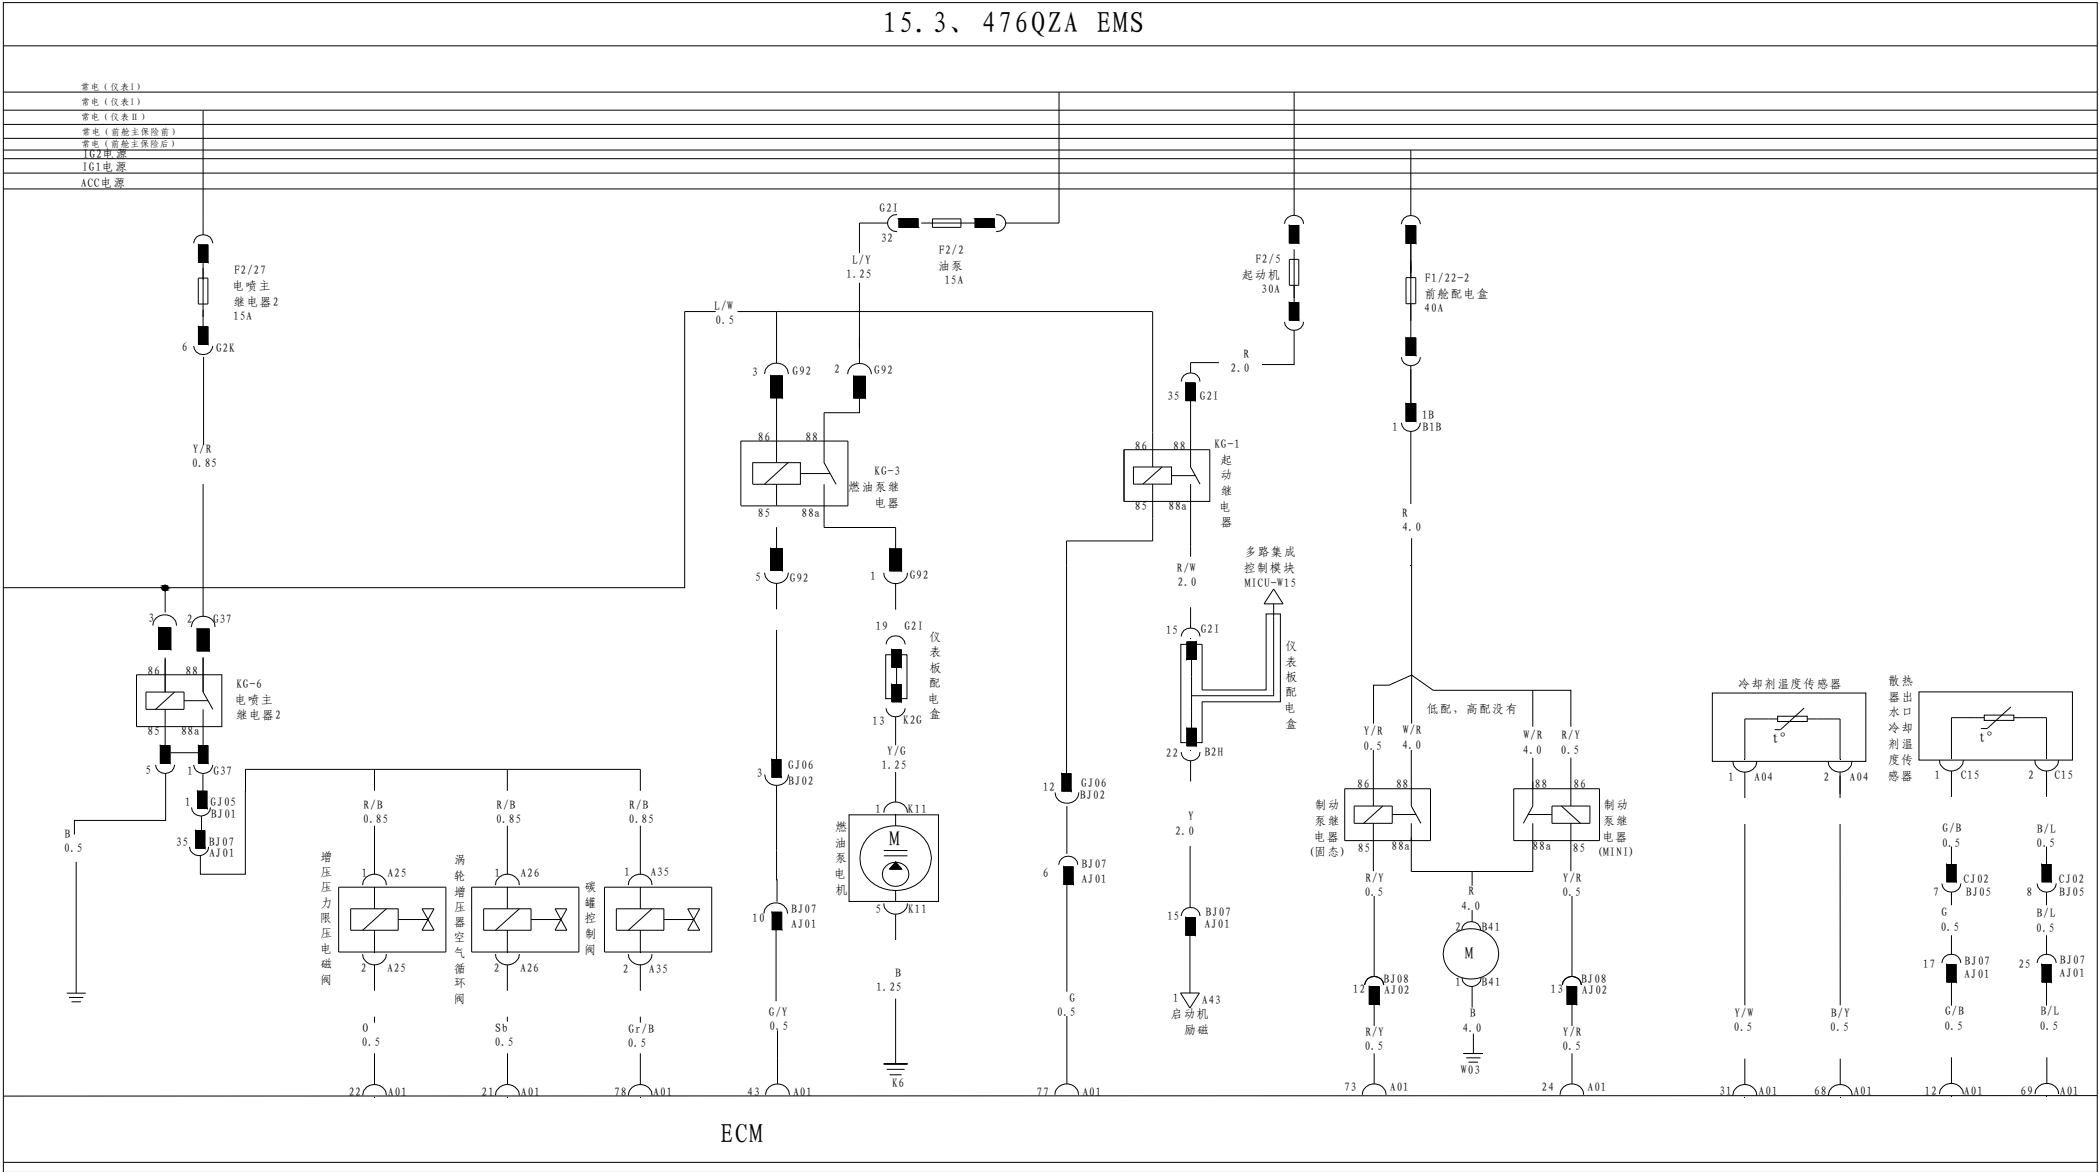 15.3、476QZA EMS
常电(仪表I)
常电(仪表I)
常电(仪表II)
常电(前舱主保险前)
常电(前舱主保险后)
IG2电源
IG1电源
ACC电源
F2/27
电喷主
继电器2
15A
6 G2K
Y/R
0.85
3 2 G37
86 88
KG-6
电喷主
继电器2
85 88a
5 1 G37
1 GJ05
BJ01
35 BJ07
AJ01
B
0.5
R/B
0.85
R/B
0.85
R/B
0.85
增压压力限压电磁阀
1 A25
2 A25
O
0.5
22 A01
涡轮增压器空气循环阀
1 A26
2 A26
Sb
0.5
21 A01
碳罐控制阀
1 A35
2 A35
Gr/B
0.5
78 A01
L/W
0.5
G2I
32
F2/2
油泵
15A
L/Y
1.25
3 G92
2 G92
86 88
KG-3
燃油泵继
电器
85 88a
5 G92
1 G92
19 G2I
仪表板配电盒
13 K2G
Y/G
1.25
1 K11
燃油泵电机
M
5 K11
B
1.25
K6
3 GJ06
BJ02
10 BJ07
AJ01
G/Y
0.5
43 A01
F2/5
起动机
30A
R
2.0
35 G2I
86 88
KG-1
起动继电器
85 88a
R/W
2.0
多路集成
控制模块
MICU-W15
15 G2I
仪表板配电盒
22 B2H
Y
2.0
15 BJ07
AJ01
1 A43
启动机
励磁
12 GJ06
BJ02
6 BJ07
AJ01
G
0.5
77 A01
F1/22-2
前舱配电盒
40A
1B
1 B1B
R
4.0
低配,高配没有
Y/R
0.5
W/R
4.0
W/R
4.0
R/Y
0.5
86 88
制动
泵继
电器
(固态)
85 88a
88 86
制动
泵继
电器
(MINI)
88a 85
R/Y
0.5
R
4.0
Y/R
0.5
2 B41
M
1 B41
B
4.0
W03
12 BJ08
AJ02
R/Y
0.5
73 A01
13 BJ08
AJ02
Y/R
0.5
24 A01
冷却剂温度传感器
t°
1 A04
2 A04
Y/W
0.5
B/Y
0.5
31 A01
68 A01
散热
器出
水口
冷却
剂温
度传
感器
t°
1 C15
2 C15
G/B
0.5
B/L
0.5
CJ02
7 BJ05
CJ02
8 BJ05
G
0.5
B/L
0.5
17 BJ07
AJ01
25 BJ07
AJ01
G/B
0.5
B/L
0.5
12 A01
69 A01
ECM